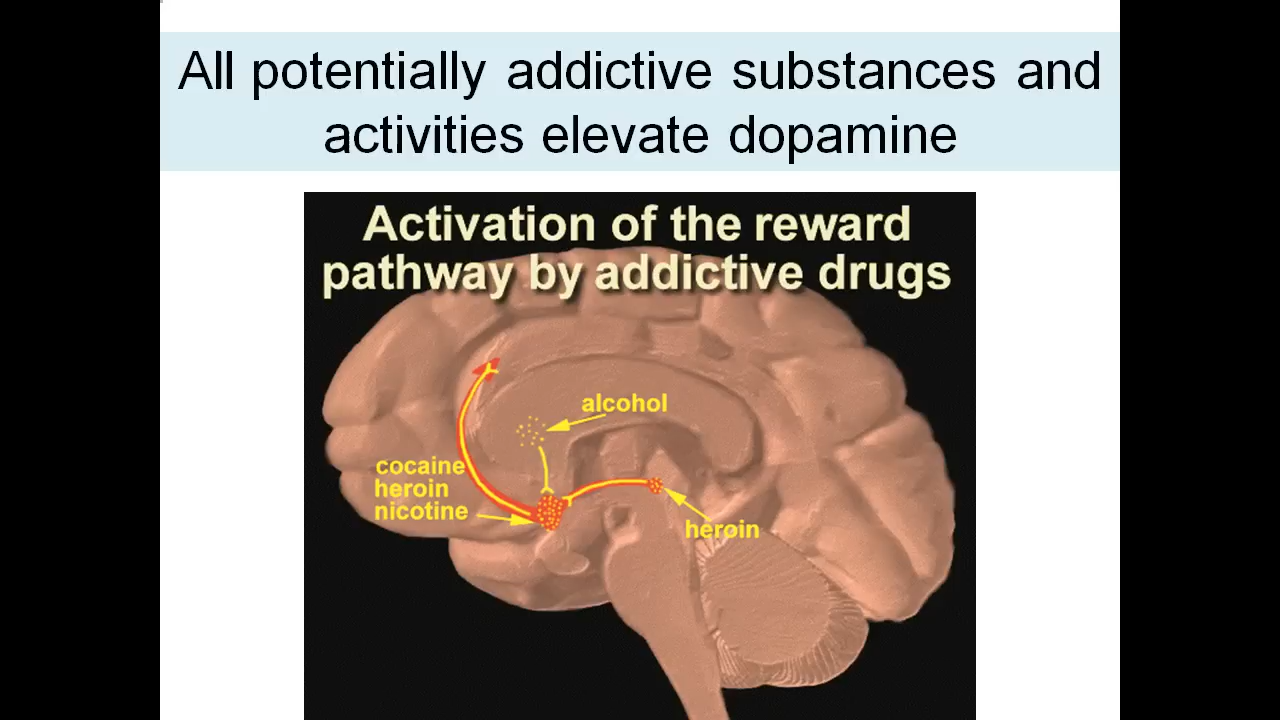 All potentially addictive substances and
activities elevate dopamine
Activation of the reward
pathway by addictive drugs
alcohol
cocaine
heroin
nicotine
heroin